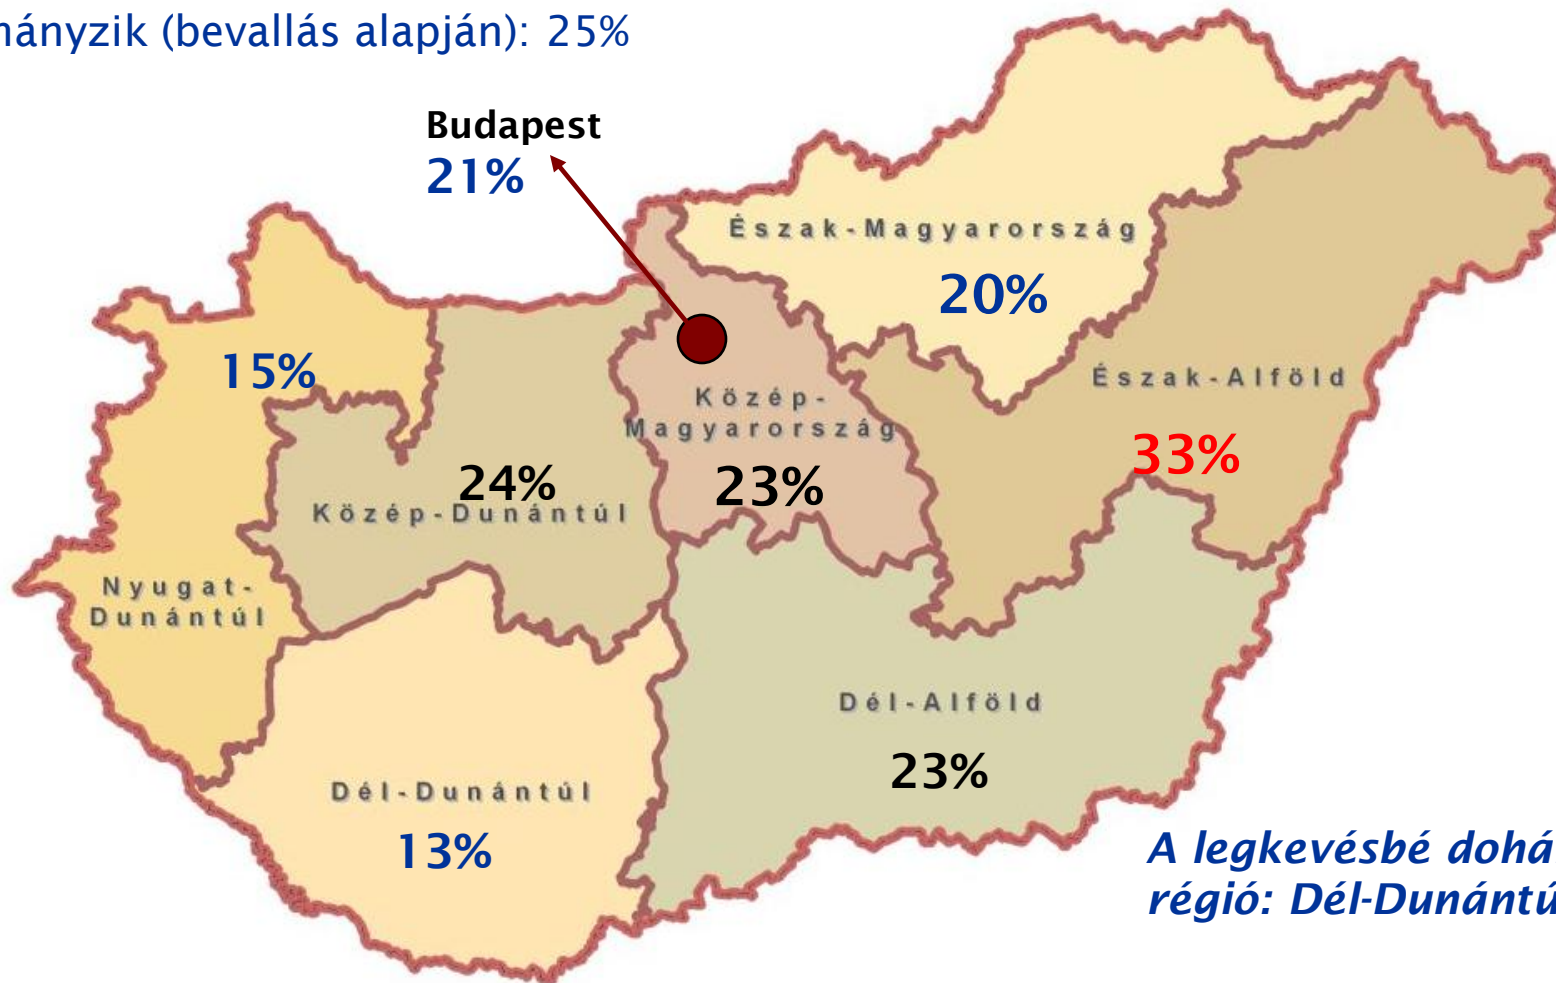 ányzik (bevallás alapján): 25%
Budapest
21%
Észak-Magyarország
20%
15%
Észak-Alföld
33%
Közép-
Magyarország
23%
24%
Közép-Dunántúl
Nyugat-
Dunántúl
Dél-Alföld
23%
Dél-Dunántúl
13%
A legkevésbé dohá
régió: Dél-Dunántú